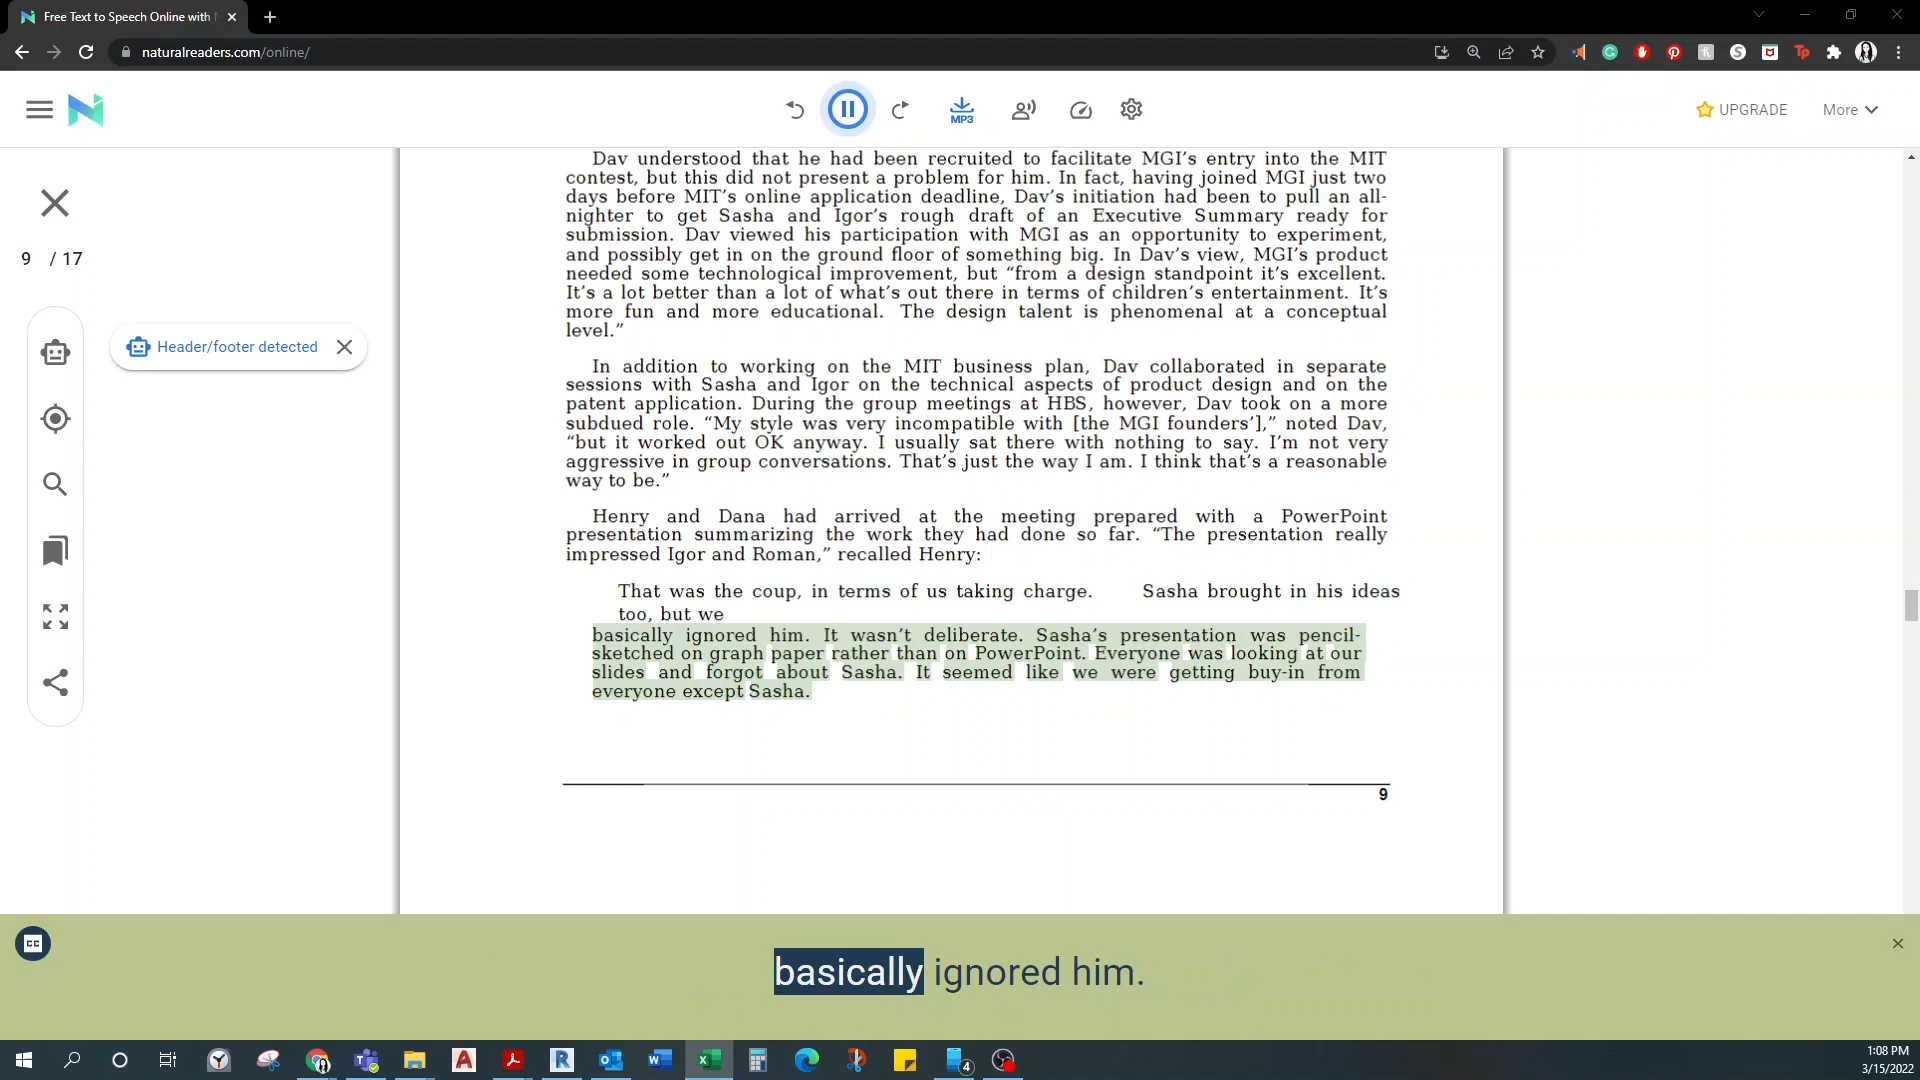 Free Text to Speech Online with
naturalreaders.com/online/
MP3
UPGRADE
More
9 / 17
Header/footer detected
Dav understood that he had been recruited to facilitate MGI’s entry into the MIT
contest, but this did not present a problem for him. In fact, having joined MGI just two
days before MIT’s online application deadline, Dav’s initiation had been to pull an all-
nighter to get Sasha and Igor’s rough draft of an Executive Summary ready for
submission. Dav viewed his participation with MGI as an opportunity to experiment,
and possibly get in on the ground floor of something big. In Dav’s view, MGI’s product
needed some technological improvement, but “from a design standpoint it’s excellent.
It’s a lot better than a lot of what’s out there in terms of children’s entertainment. It’s
more fun and more educational. The design talent is phenomenal at a conceptual
level.”
In addition to working on the MIT business plan, Dav collaborated in separate
sessions with Sasha and Igor on the technical aspects of product design and on the
patent application. During the group meetings at HBS, however, Dav took on a more
subdued role. “My style was very incompatible with [the MGI founders’],” noted Dav,
“but it worked out OK anyway. I usually sat there with nothing to say. I’m not very
aggressive in group conversations. That’s just the way I am. I think that’s a reasonable
way to be.”
Henry and Dana had arrived at the meeting prepared with a PowerPoint
presentation summarizing the work they had done so far. “The presentation really
impressed Igor and Roman,” recalled Henry:
That was the coup, in terms of us taking charge. Sasha brought in his ideas
too, but we
basically ignored him. It wasn’t deliberate. Sasha’s presentation was pencil-
sketched on graph paper rather than on PowerPoint. Everyone was looking at our
slides and forgot about Sasha. It seemed like we were getting buy-in from
everyone except Sasha.
9
CC
basically ignored him.
4
1:08 PM
3/15/2022